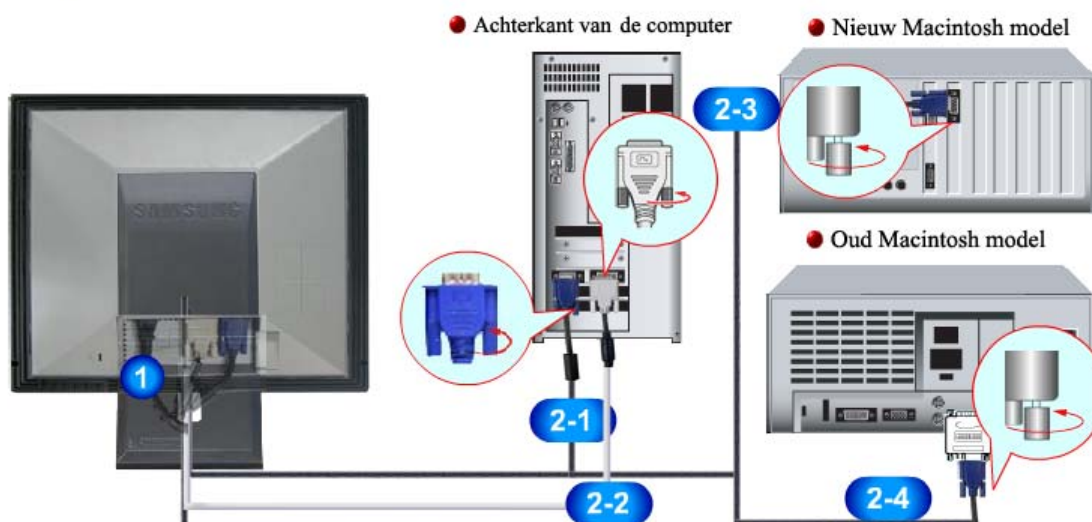 Achterkant van de computer
Nieuw Macintosh model
2-3
Oud Macintosh model
SAMSUNG
1
2-1
2-2
2-4